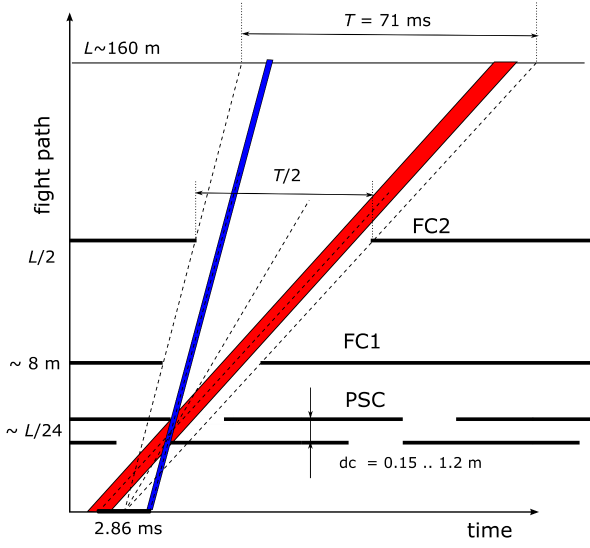 T = 71 ms
L~160 m
fight path
T/2
FC2
L/2
FC1
~ 8 m
PSC
~ L/24
dc = 0.15 .. 1.2 m
2.86 ms
time